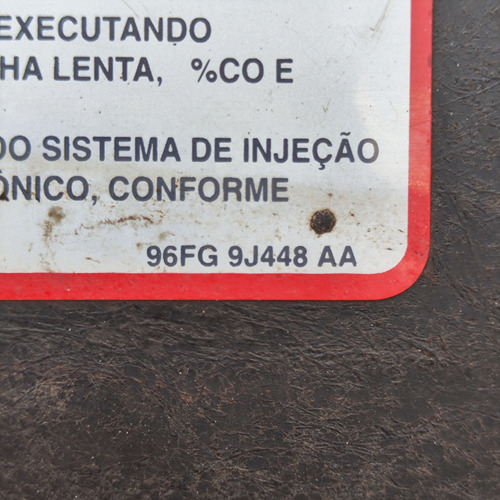 EXECUTANDO
HA LENTA, %CO E
DO SISTEMA DE INJEÇÃO
ÔNICO, CONFORME
96FG 9J448 AA